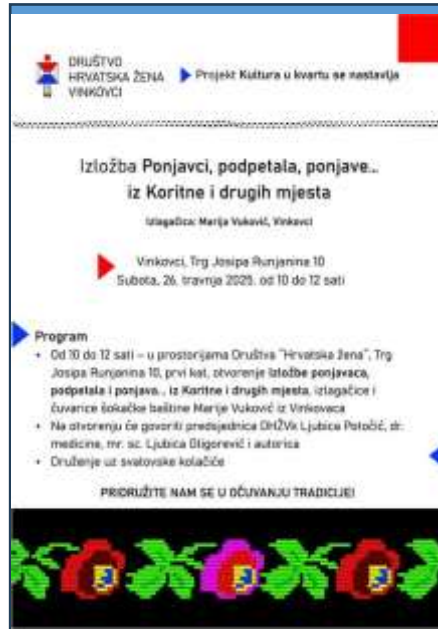 DRUŠTVO
HRVATSKA ŽENA
VINKOVCI
Projekt Kultura u kvartu se nastavlja
Izložba Ponjavci, podpetala, ponjave...
iz Koritne i drugih mjesta
Izlagačica: Marija Vuković, Vinkovci
Vinkovci, Trg Josipa Runjanina 10
Subota, 26. travnja 2025. od 10 do 12 sati
Program
• Od 10 do 12 sati – u prostorijama Društva "Hrvatska žena", Trg
Josipa Runjanina 10, prvi kat, otvorenje Izložbe ponjavaca,
podpetala i ponjava... iz Koritne i drugih mjesta, izlagačice i
čuvarice šokačke baštine Marije Vuković iz Vinkovaca
• Na otvorenju će govoriti predsjednica DHŽVk Ljubica Potočić, dr.
medicine, mr. sc. Ljubica Gligorević i autorica
• Druženje uz svatovske kolačiće
PRIDRUŽITE NAM SE U OČUVANJU TRADICIJE!